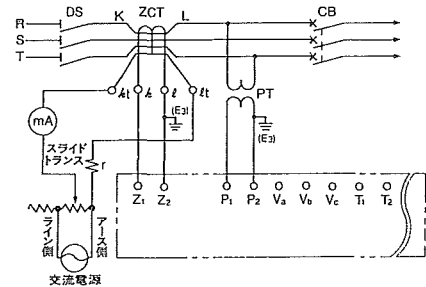 R DS K ZCT L CB
S
T
kt k l lt
PT
(E3)
(E3)
mA
スライド
トランス
r
Z1 Z2 P1 P2 Va Vb Vc T1 T2
ライン側
アース側
交流電源